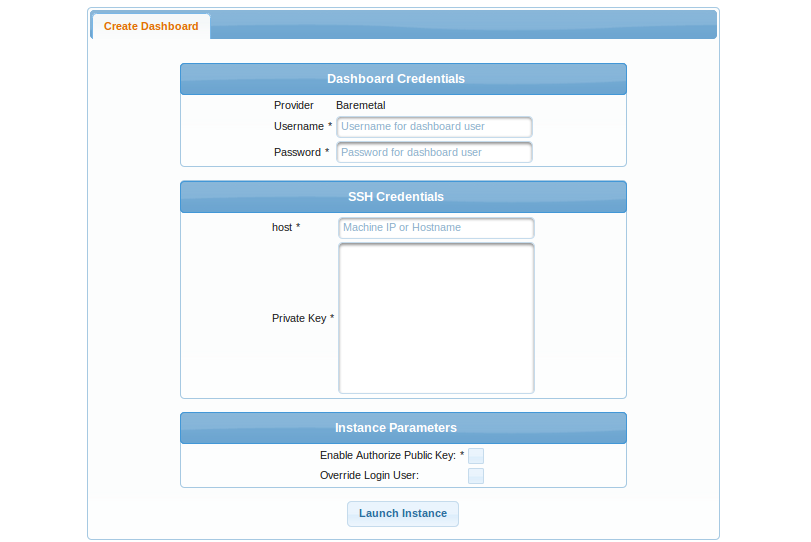 Create Dashboard
Dashboard Credentials
Provider Baremetal
Username * Username for dashboard user
Password * Password for dashboard user
SSH Credentials
host * Machine IP or Hostname
Private Key *
Instance Parameters
Enable Authorize Public Key: *
Override Login User:
Launch Instance